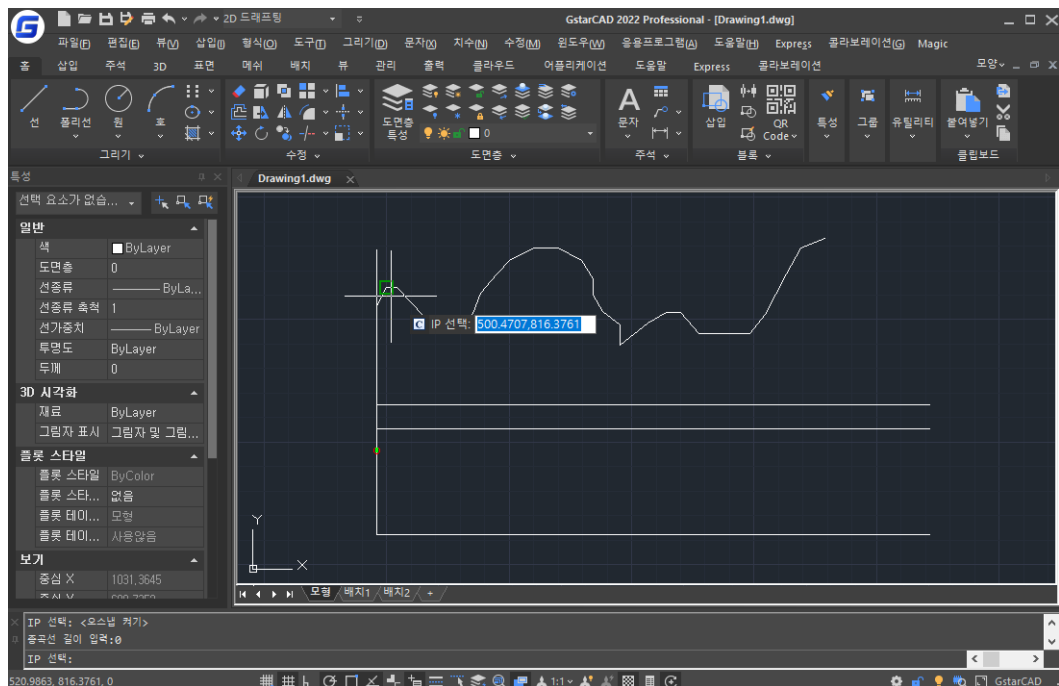 2D 드래프팅
GstarCAD 2022 Professional - [Drawing1.dwg]
파일(F) 편집(E) 뷰(V) 삽입(I) 형식(O) 도구(T) 그리기(D) 문자(X) 치수(N) 수정(M) 윈도우(W) 응용프로그램(A) 도움말(H) Express 콜라보레이션(G) Magic
홈 삽입 주석 3D 표면 메쉬 배치 뷰 관리 출력 클라우드 어플리케이션 도움말 Express 콜라보레이션 모양
선 폴리선 원 호 도면층 특성 0 문자 삽입 QR Code 특성 그룹 유틸리티 붙여넣기
그리기 수정 도면층 주석 블록 클립보드
특성
Drawing1.dwg
선택 요소가 없습...
일반
색 ByLayer
도면층 0
선종류 ByLa...
선종류 축척 1
선가중치 ByLayer
투명도 ByLayer
두께 0
3D 시각화
재료 ByLayer
그림자 표시 그림자 및 그림...
플롯 스타일
플롯 스타일 ByColor
플롯 스타... 없음
플롯 테이... 모형
플롯 테이... 사용않음
보기
중심 X 1031,3645
IP 선택: 500.4707,816.3761
Y
X
모형 배치1 배치2 +
IP 선택: <오스냅 켜기>
종곡선 길이 입력:0
IP 선택:
520.9863, 816.3761, 0
1:1
GstarCAD